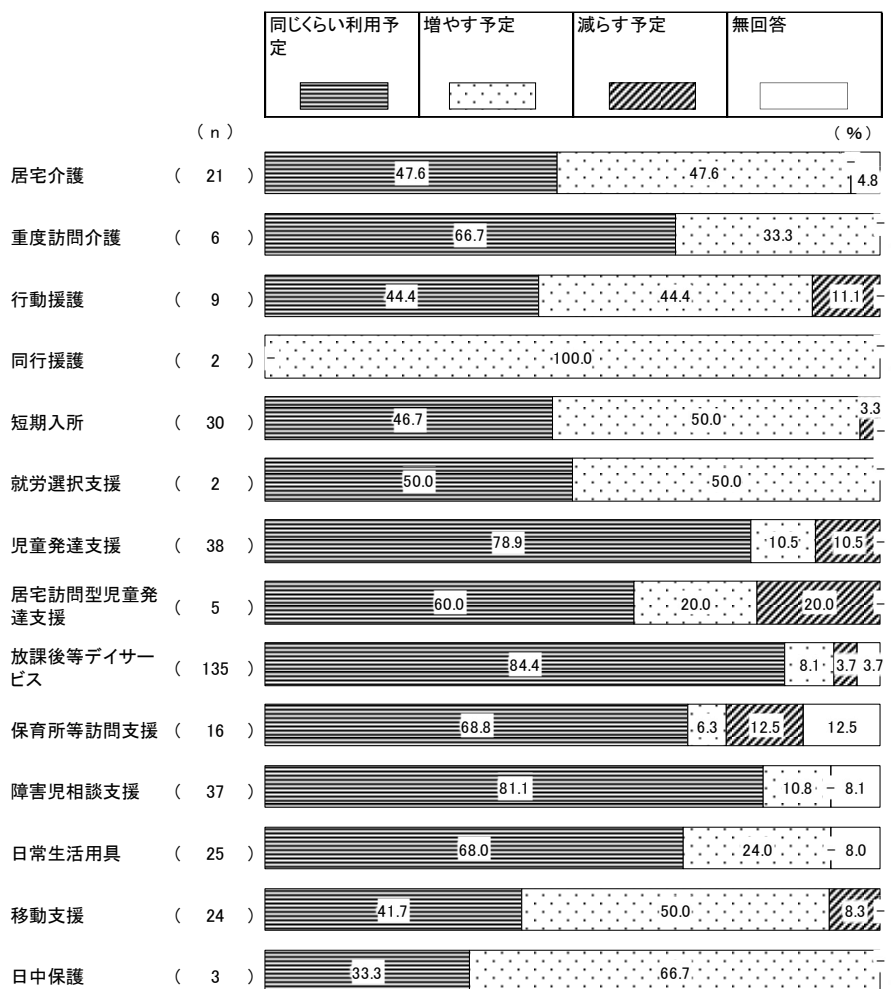 同じくらい利用予定
増やす予定
減らす予定
無回答
（ｎ）
（％）
居宅介護 （ 21 ） 47.6 47.6 - 4.8
重度訪問介護 （ 6 ） 66.7 33.3 -
行動援護 （ 9 ） 44.4 44.4 11.1 -
同行援護 （ 2 ） - 100.0 -
短期入所 （ 30 ） 46.7 50.0 3.3 -
就労選択支援 （ 2 ） 50.0 50.0 -
児童発達支援 （ 38 ） 78.9 10.5 10.5 -
居宅訪問型児童発
達支援 （ 5 ） 60.0 20.0 20.0 -
放課後等デイサー
ビス （ 135 ） 84.4 8.1 3.7 3.7
保育所等訪問支援 （ 16 ） 68.8 6.3 12.5 12.5
障害児相談支援 （ 37 ） 81.1 10.8 - 8.1
日常生活用具 （ 25 ） 68.0 24.0 - 8.0
移動支援 （ 24 ） 41.7 50.0 8.3 -
日中保護 （ 3 ） 33.3 66.7 -